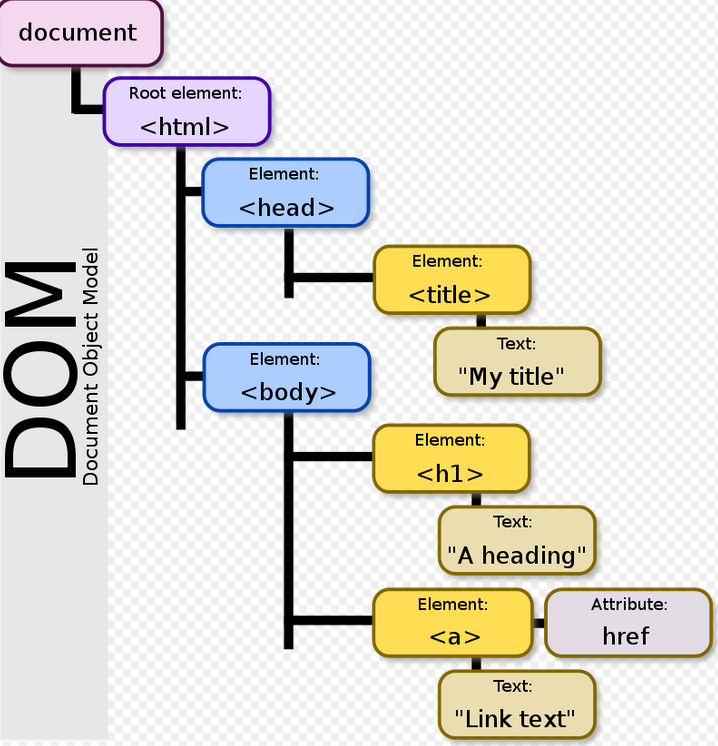 document
Root element:
<html>
Element:
<head>
Element:
<title>
Text:
"My title"
Element:
<body>
Element:
<h1>
Text:
"A heading"
Element:
<a>
Attribute:
href
Text:
"Link text"
DOM
Document Object Model